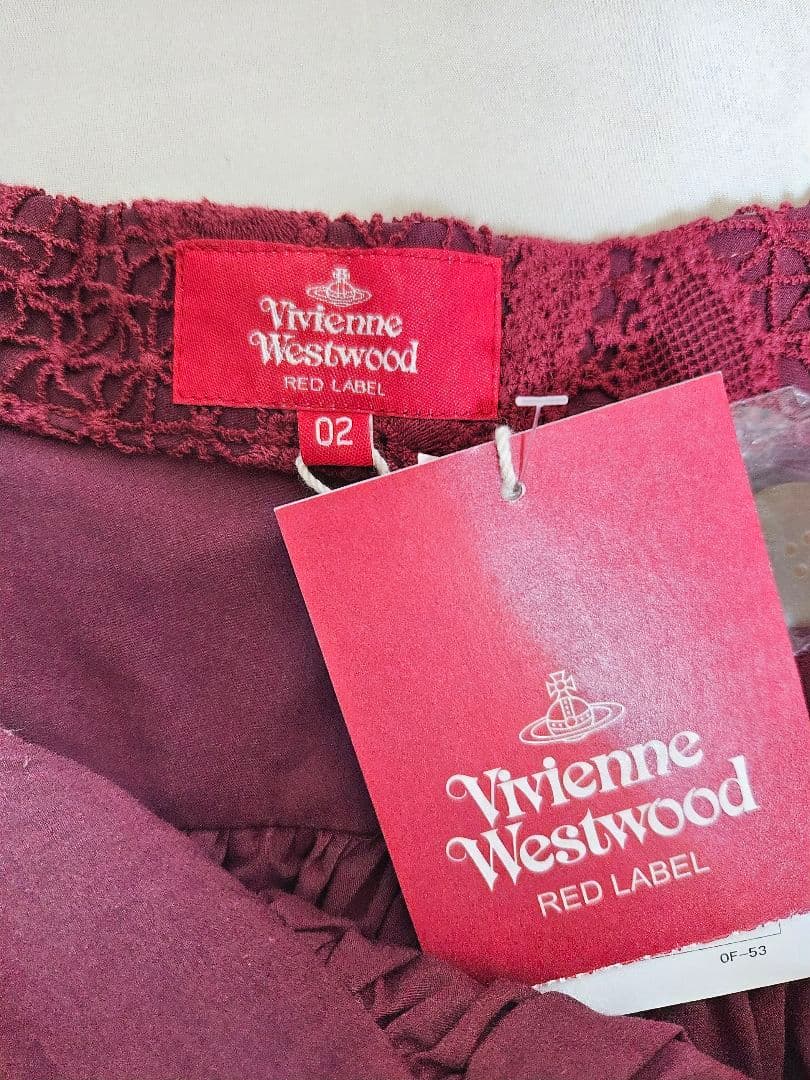 Vivienne
Westwood
RED LABEL
02
Vivienne
Westwood
RED LABEL
0F-53